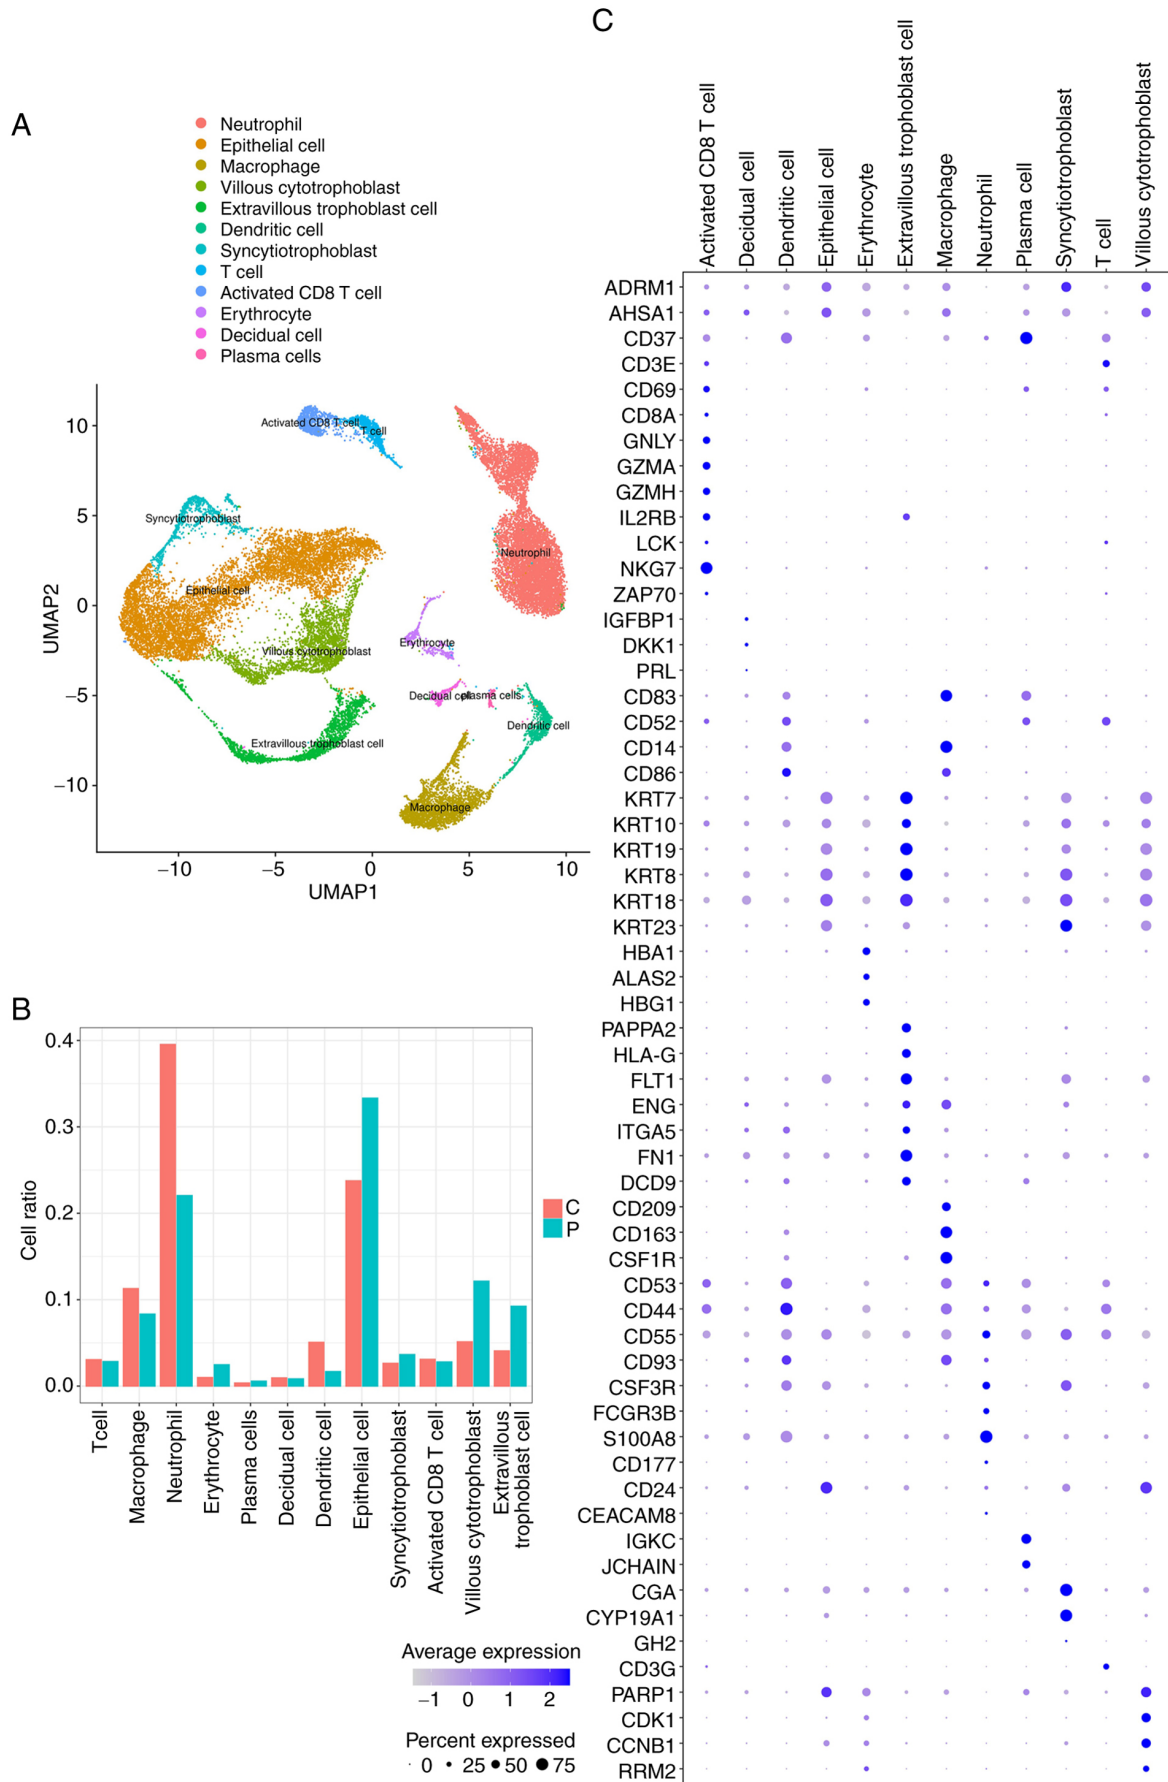 A
Neutrophil
Epithelial cell
Macrophage
Villous cytotrophoblast
Extravillous trophoblast cell
Dendritic cell
Syncytiotrophoblast
T cell
Activated CD8 T cell
Erythrocyte
Decidual cell
Plasma cells
10
5
0
−5
−10
UMAP2
Activated CD8 T cell
T cell
Syncytiotrophoblast
Neutrophil
Epithelial cell
Erythrocyte
Villous cytotrophoblast
Decidual cell
plasma cells
Dendritic cell
Extravillous trophoblast cell
Macrophage
−10
−5
0
5
10
UMAP1
B
0.4
0.3
0.2
0.1
0.0
Cell ratio
C
P
Tcell
Macrophage
Neutrophil
Erythrocyte
Plasma cells
Decidual cell
Dendritic cell
Epithelial cell
Syncytiotrophoblast
Activated CD8 T cell
Villous cytotrophoblast
Extravillous
trophoblast cell
C
Activated CD8 T cell
Decidual cell
Dendritic cell
Epithelial cell
Erythrocyte
Extravillous trophoblast cell
Macrophage
Neutrophil
Plasma cell
Syncytiotrophoblast
T cell
Villous cytotrophoblast
ADRM1
AHSA1
CD37
CD3E
CD69
CD8A
GNLY
GZMA
GZMH
IL2RB
LCK
NKG7
ZAP70
IGFBP1
DKK1
PRL
CD83
CD52
CD14
CD86
KRT7
KRT10
KRT19
KRT8
KRT18
KRT23
HBA1
ALAS2
HBG1
PAPPA2
HLA-G
FLT1
ENG
ITGA5
FN1
DCD9
CD209
CD163
CSF1R
CD53
CD44
CD55
CD93
CSF3R
FCGR3B
S100A8
CD177
CD24
CEACAM8
IGKC
JCHAIN
CGA
CYP19A1
GH2
CD3G
PARP1
CDK1
CCNB1
RRM2
Average expression
−1 0 1 2
Percent expressed
0 25 50 75